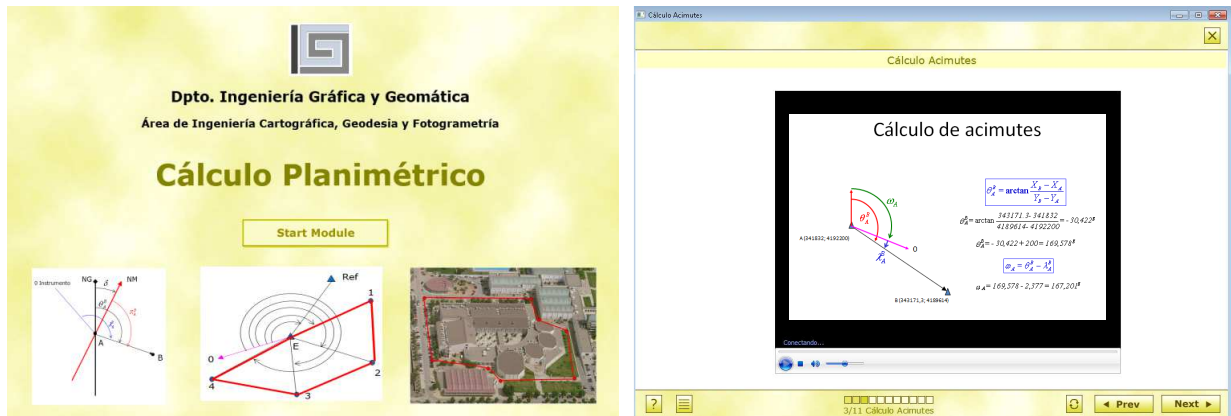 Dpto. Ingeniería Gráfica y Geomática
Área de Ingeniería Cartográfica, Geodesia y Fotogrametría
Cálculo Planimétrico
Start Module
0 Instrumento
NG
NM
δ
A
B
Ref
1
E
0
2
4
3
Cálculo Acimutes
Cálculo Acimutes
Cálculo de acimutes
θ_A^B = arctan (X_B - X_A) / (Y_B - Y_A)
θ_A^B = arctan (343171.3- 341832) / (4189614- 4192200) = - 30,422^g
θ_A^B = - 30,422 + 200 = 169,578^g
ω_A = θ_A^B - λ_A^B
ω_A = 169,578 - 2,377 = 167,201^g
ω_A
θ_A^B
0
A (341832; 4192200)
B (343171,3; 4189614)
Conectando...
?
3/11 Cálculo Acimutes
Prev
Next